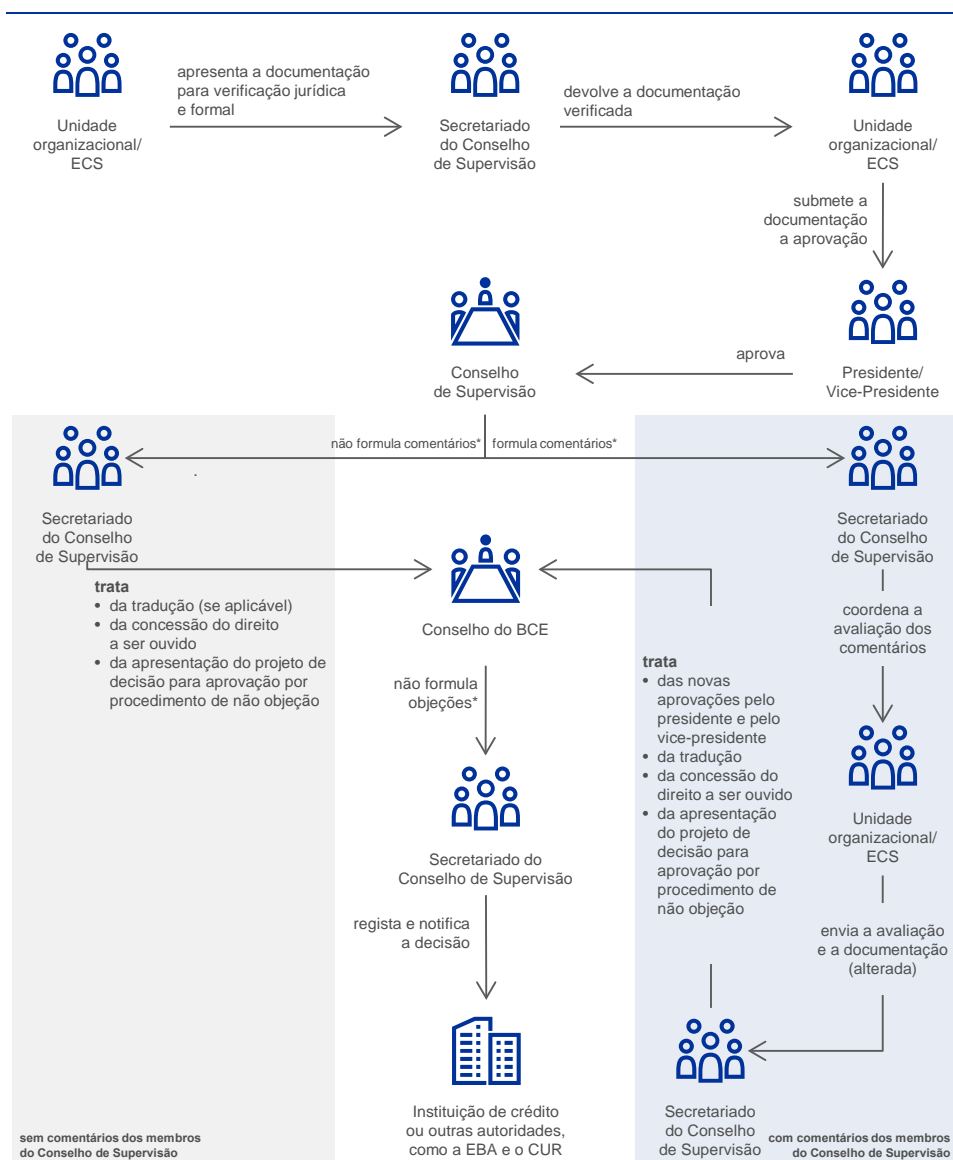 apresenta a documentação
para verificação jurídica
e formal
devolve a documentação
verificada
Unidade
organizacional/
ECS
Secretariado
do Conselho
de Supervisão
Unidade
organizacional/
ECS
submete a
documentação
a aprovação
aprova
Conselho
de Supervisão
Presidente/
Vice-Presidente
não formula comentários*
formula comentários*
.
Secretariado
do Conselho
de Supervisão
trata
• da tradução (se aplicável)
• da concessão do direito
a ser ouvido
• da apresentação do projeto de
decisão para aprovação por
procedimento de não objeção
Secretariado
do Conselho
de Supervisão
coordena a
avaliação dos
comentários
Unidade
organizacional/
ECS
envia a avaliação
e a documentação
(alterada)
Secretariado
do Conselho
de Supervisão
trata
• das novas
aprovações pelo
presidente e pelo
vice-presidente
• da tradução
• da concessão do
direito a ser ouvido
• da apresentação
do projeto de
decisão para
aprovação por
procedimento de
não objeção
Conselho do BCE
não formula
objeções*
Secretariado do
Conselho de Supervisão
regista e notifica
a decisão
Instituição de crédito
ou outras autoridades,
como a EBA e o CUR
sem comentários dos membros
do Conselho de Supervisão
com comentários dos membros
do Conselho de Supervisão